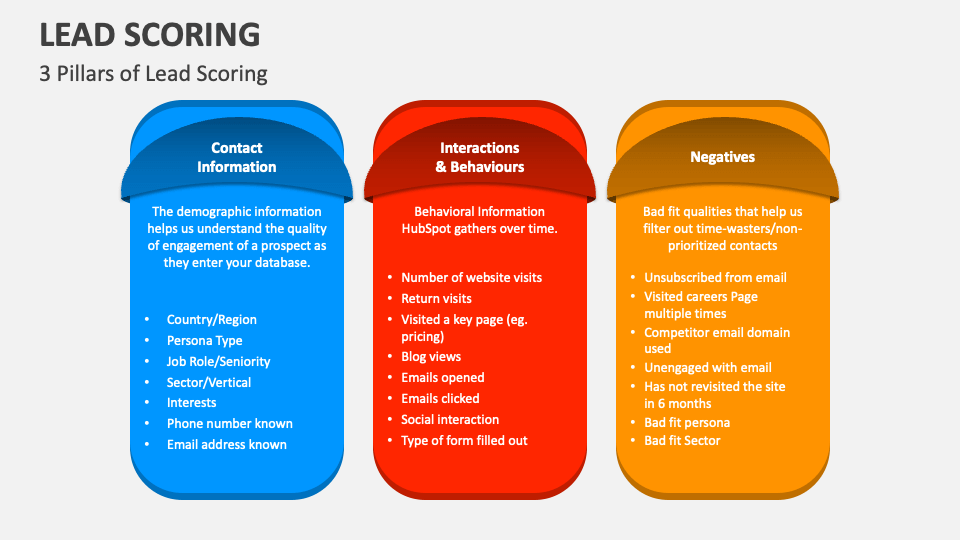 LEAD SCORING
3 Pillars of Lead Scoring
Contact
Information
The demographic information
helps us understand the quality
of engagement of a prospect as
they enter your database.
• Country/Region
• Persona Type
• Job Role/Seniority
• Sector/Vertical
• Interests
• Phone number known
• Email address known
Interactions
& Behaviours
Behavioral Information
HubSpot gathers over time.
• Number of website visits
• Return visits
• Visited a key page (eg.
pricing)
• Blog views
• Emails opened
• Emails clicked
• Social interaction
• Type of form filled out
Negatives
Bad fit qualities that help us
filter out time-wasters/non-
prioritized contacts
• Unsubscribed from email
• Visited careers Page
multiple times
• Competitor email domain
used
• Unengaged with email
• Has not revisited the site
in 6 months
• Bad fit persona
• Bad fit Sector